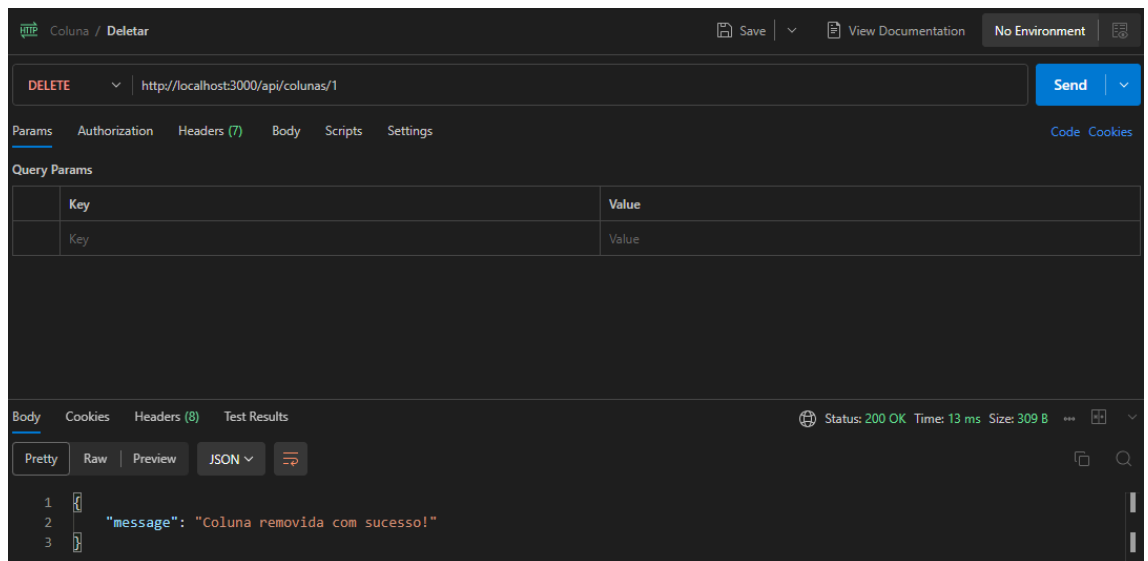 HTTP Coluna / Deletar Save View Documentation No Environment
DELETE http://localhost:3000/api/colunas/1 Send
Params Authorization Headers (7) Body Scripts Settings Code Cookies
Query Params
Key Value
Key Value
Body Cookies Headers (8) Test Results Status: 200 OK Time: 13 ms Size: 309 B
Pretty Raw Preview JSON
1 {
2 "message": "Coluna removida com sucesso!"
3 }